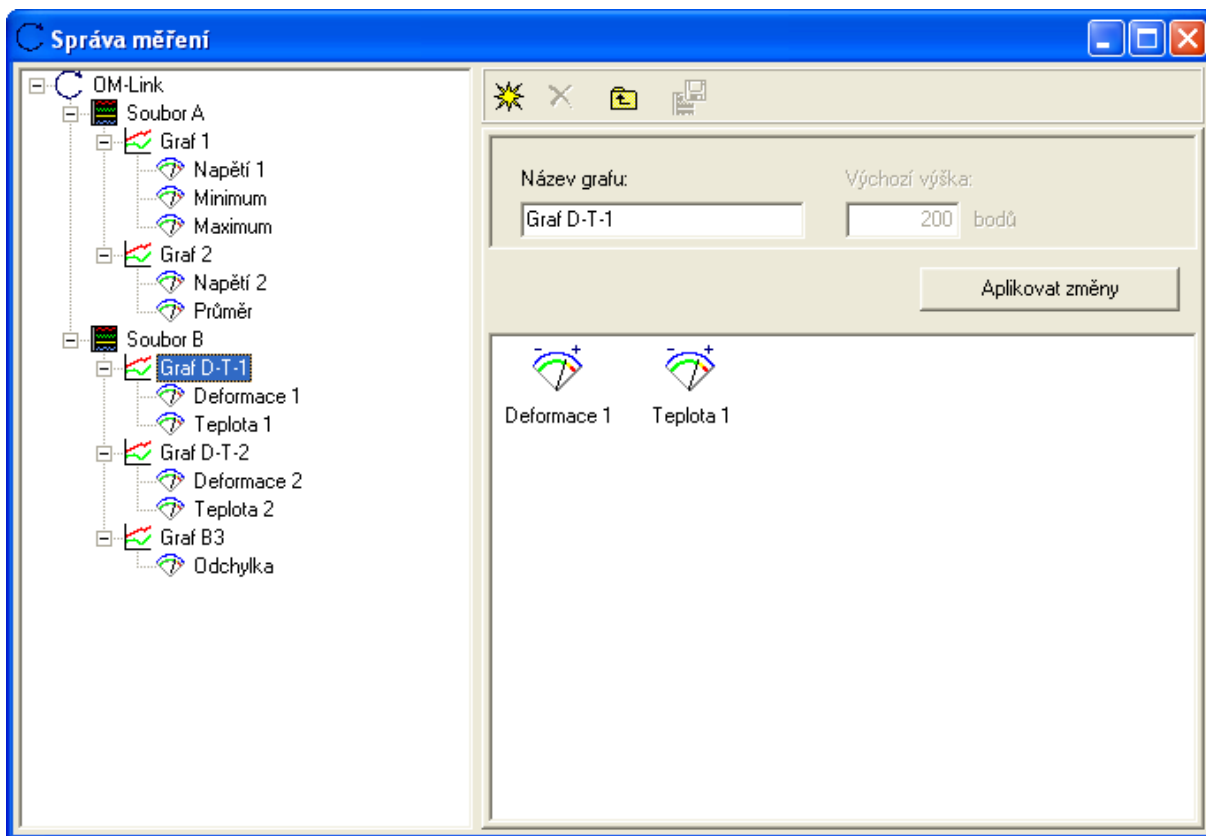 Správa měření
OM-Link
Soubor A
Graf 1
Napětí 1
Minimum
Maximum
Graf 2
Napětí 2
Průměr
Soubor B
Graf D-T-1
Deformace 1
Teplota 1
Graf D-T-2
Deformace 2
Teplota 2
Graf B3
Odchylka
Název grafu:
Výchozí výška:
Graf D-T-1
200 bodů
Aplikovat změny
Deformace 1
Teplota 1